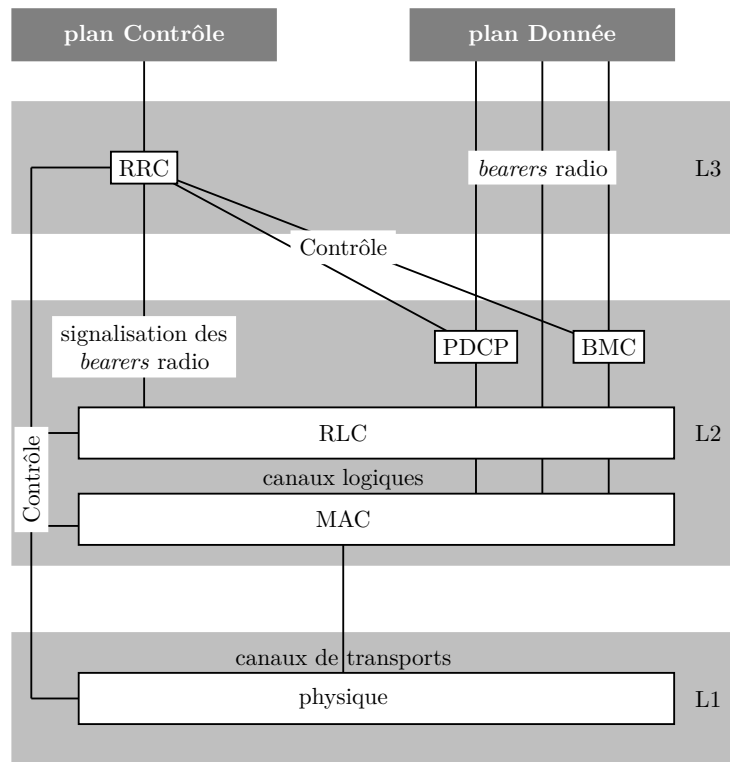 plan Contrôle
plan Donnée
RRC
bearers radio
L3
Contrôle
signalisation des
bearers radio
PDCP
BMC
RLC
L2
Contrôle
canaux logiques
MAC
canaux de transports
physique
L1